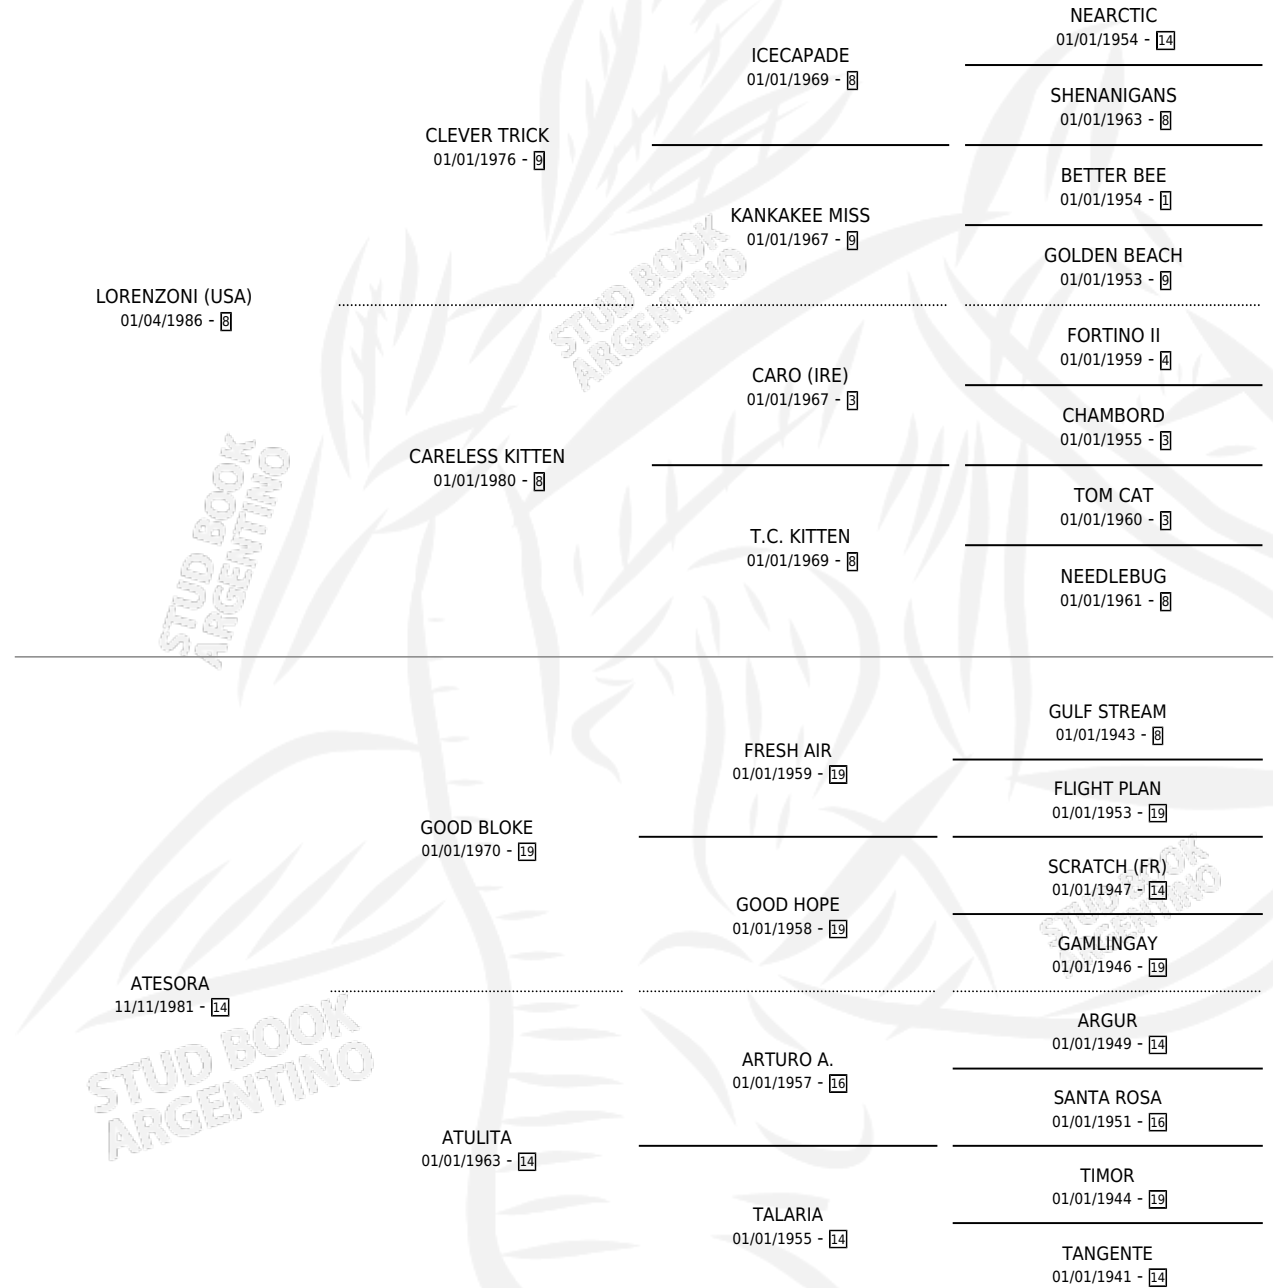 NEARCTIC
01/01/1954 - 14
ICECAPADE
01/01/1969 - 8
SHENANIGANS
01/01/1963 - 8
CLEVER TRICK
01/01/1976 - 9
BETTER BEE
01/01/1954 - 1
KANKAKEE MISS
01/01/1967 - 9
GOLDEN BEACH
01/01/1953 - 9
LORENZONI (USA)
01/04/1986 - 8
FORTINO II
01/01/1959 - 4
CARO (IRE)
01/01/1967 - 3
CHAMBORD
01/01/1955 - 3
CARELESS KITTEN
01/01/1980 - 8
TOM CAT
01/01/1960 - 3
T.C. KITTEN
01/01/1969 - 8
NEEDLEBUG
01/01/1961 - 8
STUD BOOK
ARGENTINO
STUD BOOK
ARGENTINO
GULF STREAM
01/01/1943 - 8
FRESH AIR
01/01/1959 - 19
FLIGHT PLAN
01/01/1953 - 19
GOOD BLOKE
01/01/1970 - 19
SCRATCH (FR)
01/01/1947 - 14
GOOD HOPE
01/01/1958 - 19
GAMLINGAY
01/01/1946 - 19
STUD BOOK
ARGENTINO
ATESORA
11/11/1981 - 14
ARGUR
01/01/1949 - 14
ARTURO A.
01/01/1957 - 16
SANTA ROSA
01/01/1951 - 16
STUD BOOK
ARGENTINO
ATULITA
01/01/1963 - 14
TIMOR
01/01/1944 - 19
TALARIA
01/01/1955 - 14
TANGENTE
01/01/1941 - 14